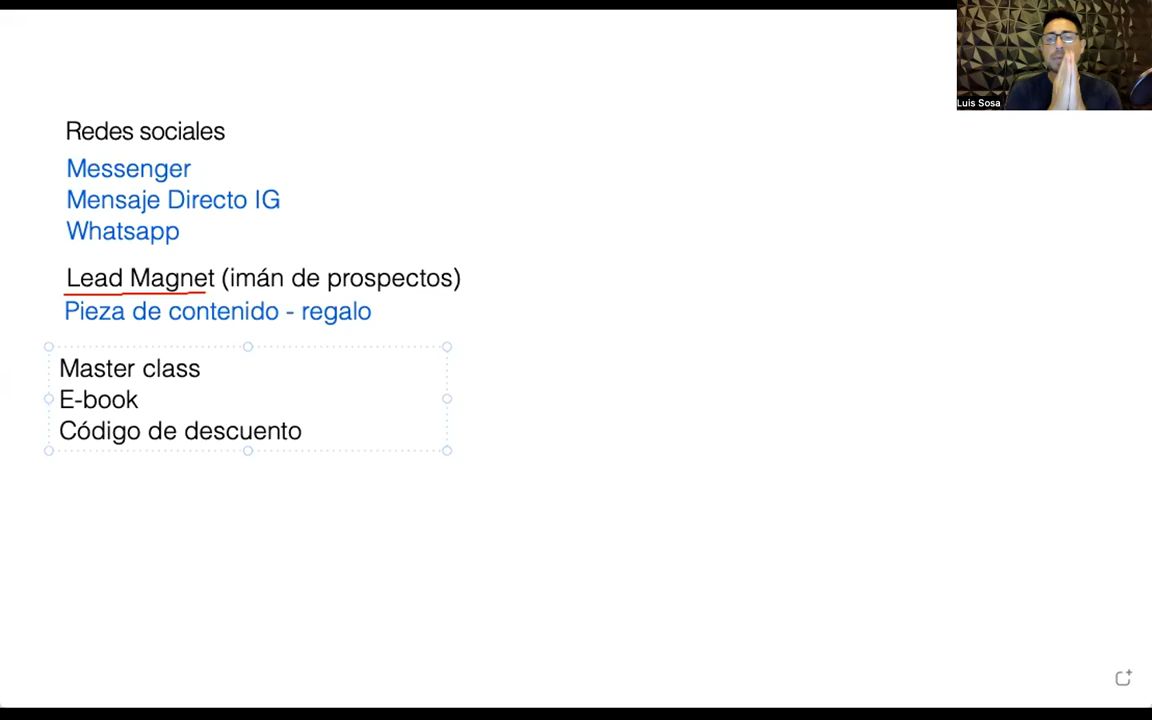 Luis Sosa
Redes sociales
Messenger
Mensaje Directo IG
Whatsapp
Lead Magnet (imán de prospectos)
Pieza de contenido - regalo
Master class
E-book
Código de descuento